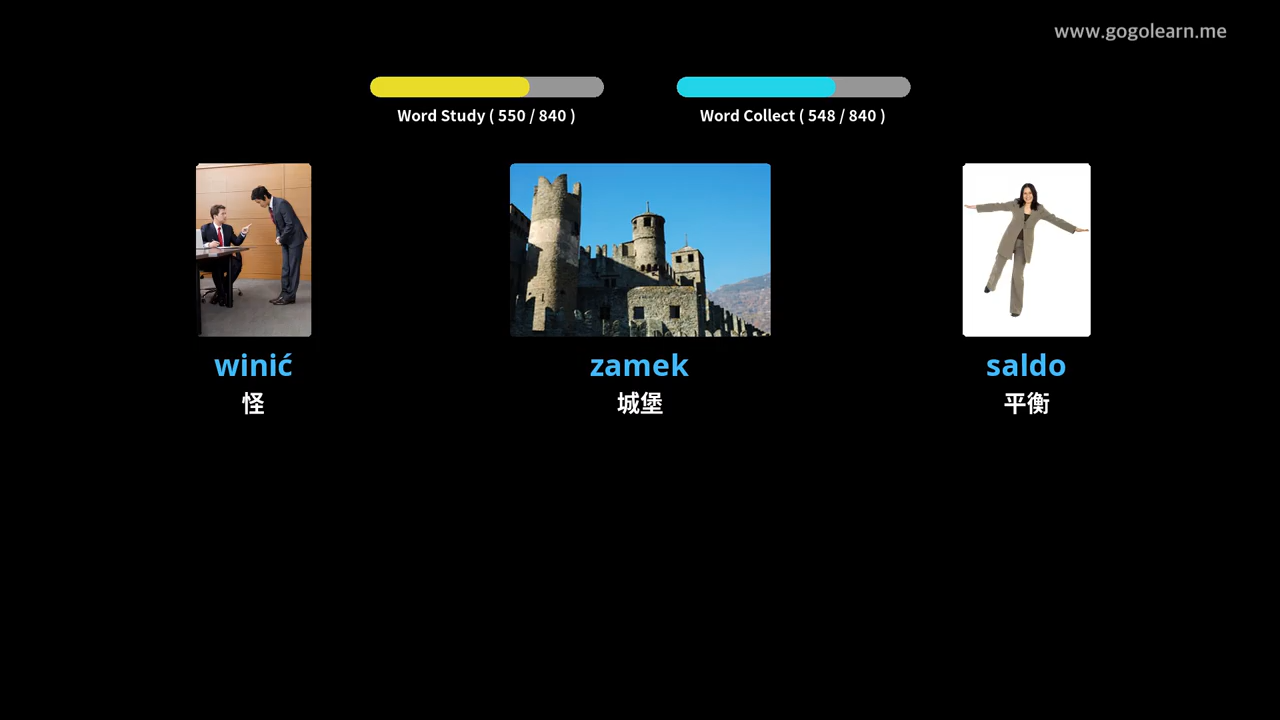 www.gogolearn.me
Word Study ( 550 / 840 )
Word Collect ( 548 / 840 )
winić
zamek
saldo
怪
城堡
平衡